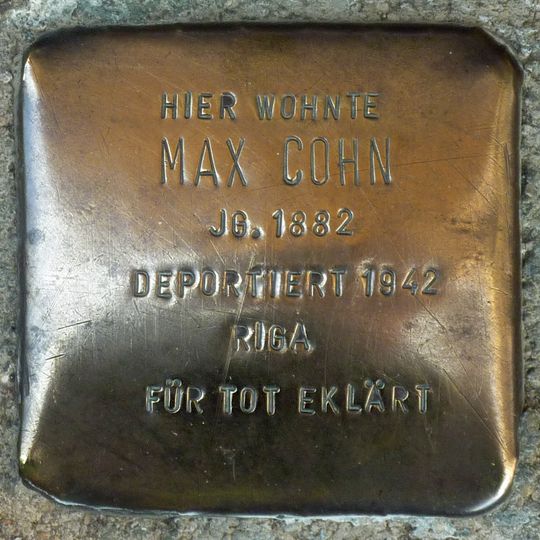 HIER WOHNTE
MAX COHN
JG. 1882
DEPORTIERT 1942
RIGA
FÜR TOT EKLÄRT